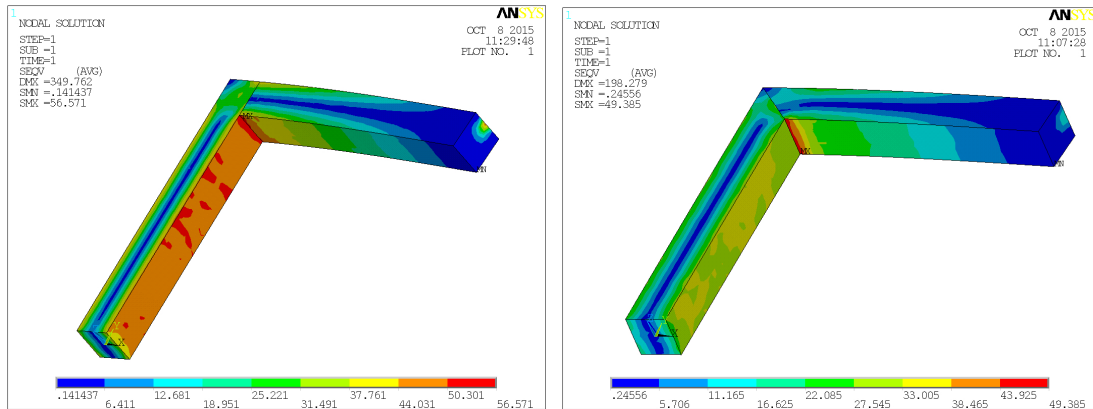 1
ANSYS
NODAL SOLUTION
OCT 8 2015
11:29:48
PLOT NO. 1
STEP=1
SUB =1
TIME=1
SEQV (AVG)
DMX =349.762
SMN =.141437
SMX =56.571
MX
MN
Y
X
.141437 12.681 25.221 37.761 50.301
6.411 18.951 31.491 44.031 56.571
1
ANSYS
NODAL SOLUTION
OCT 8 2015
11:07:28
PLOT NO. 1
STEP=1
SUB =1
TIME=1
SEQV (AVG)
DMX =198.279
SMN =.24556
SMX =49.385
MX
MN
X
.24556 11.165 22.085 33.005 43.925
5.706 16.625 27.545 38.465 49.385